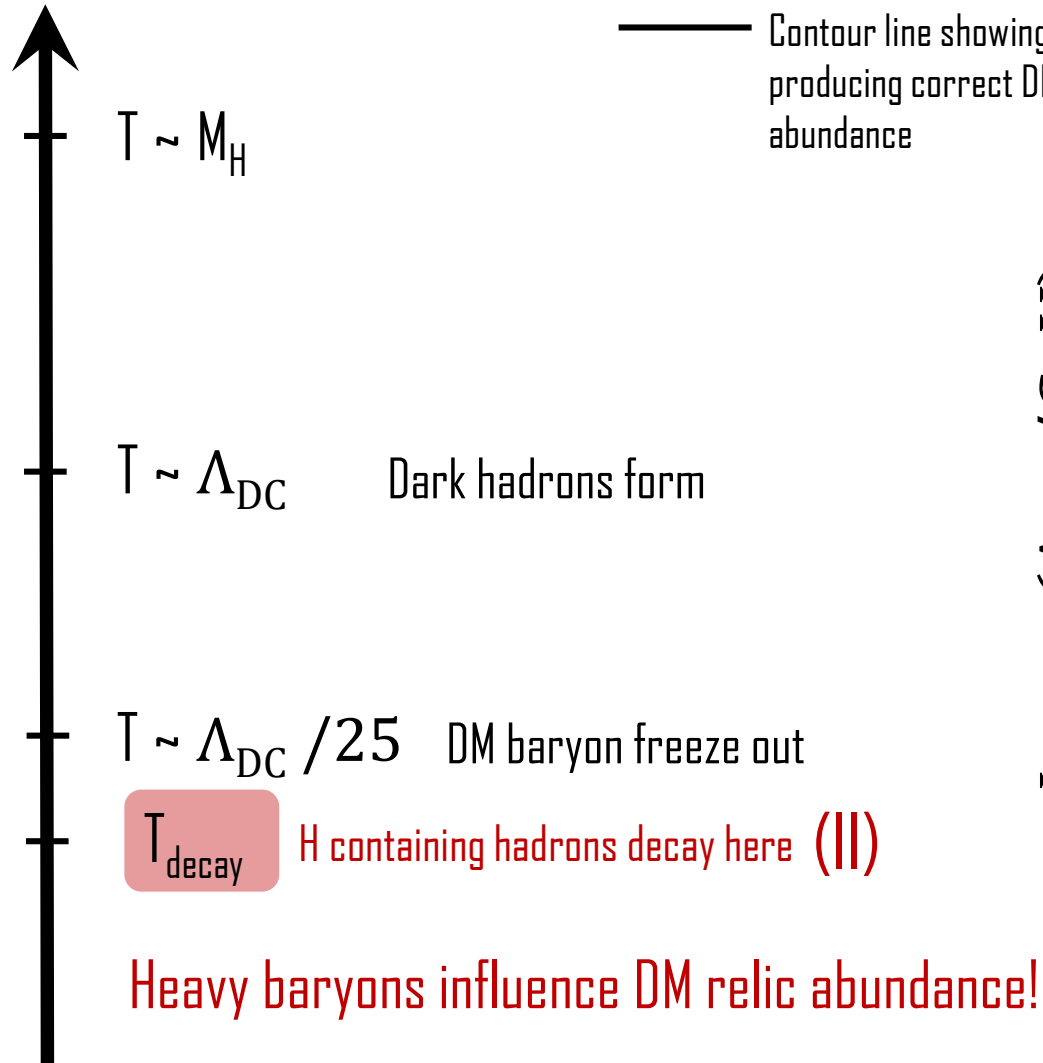 Contour line showing
producing correct
abundance
T ~ M_H
T ~ Λ_DC Dark hadrons form
T ~ Λ_DC /25 DM baryon freeze out
T_decay H containing hadrons decay here (II)
Heavy baryons influence DM relic abundance!